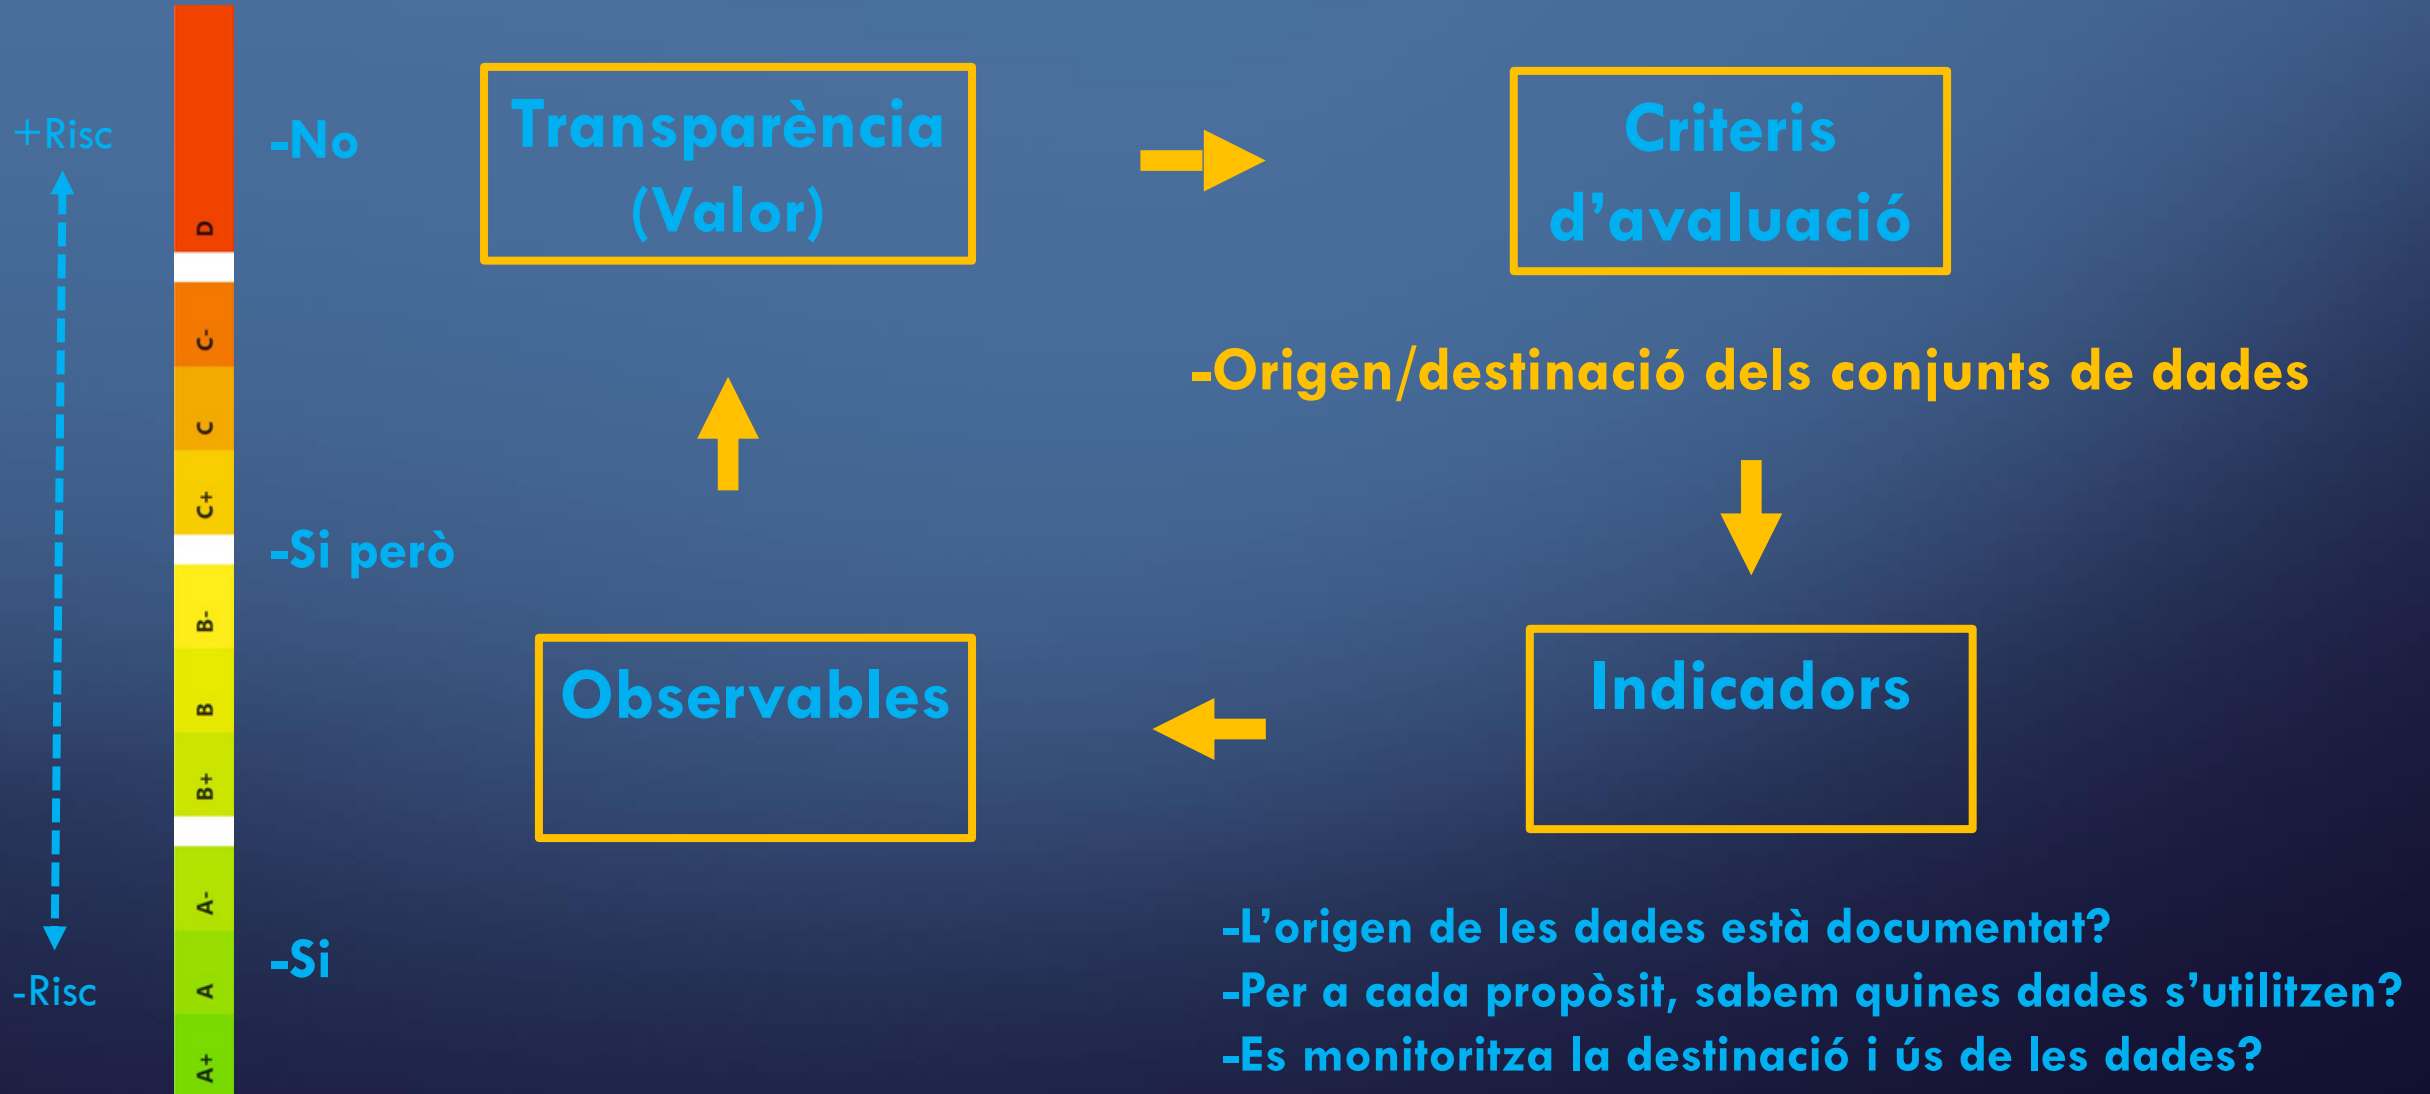 +Risc
-Risc
D
C-
C
C+
B-
B
B+
A-
A
A+
-No
-Si però
-Si
Transparència
(Valor)
Criteris
d’avaluació
-Origen/destinació dels conjunts de dades
Observables
Indicadors
-L’origen de les dades està documentat?
-Per a cada propòsit, sabem quines dades s’utilitzen?
-Es monitoritza la destinació i ús de les dades?